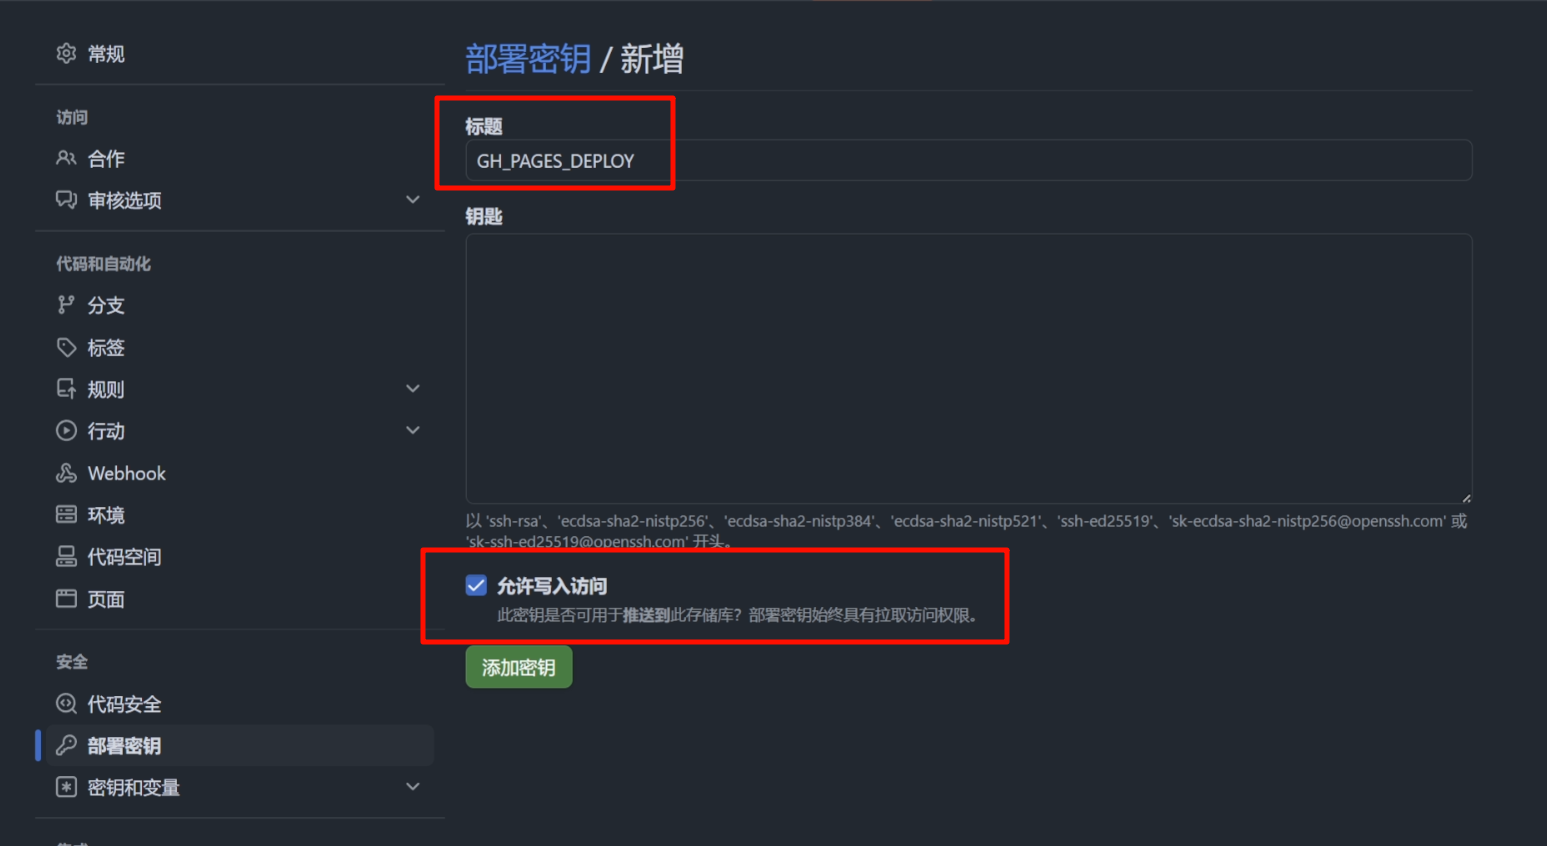 常规
访问
合作
审核选项
代码和自动化
分支
标签
规则
行动
Webhook
环境
代码空间
页面
安全
代码安全
部署密钥
密钥和变量
部署密钥 / 新增
标题
GH_PAGES_DEPLOY
钥匙
以 'ssh-rsa'、'ecdsa-sha2-nistp256'、'ecdsa-sha2-nistp384'、'ecdsa-sha2-nistp521'、'ssh-ed25519'、'sk-ecdsa-sha2-nistp256@openssh.com' 或
'sk-ssh-ed25519@openssh.com' 开头。
允许写入访问
此密钥是否可用于推送到此存储库？部署密钥始终具有拉取访问权限。
添加密钥